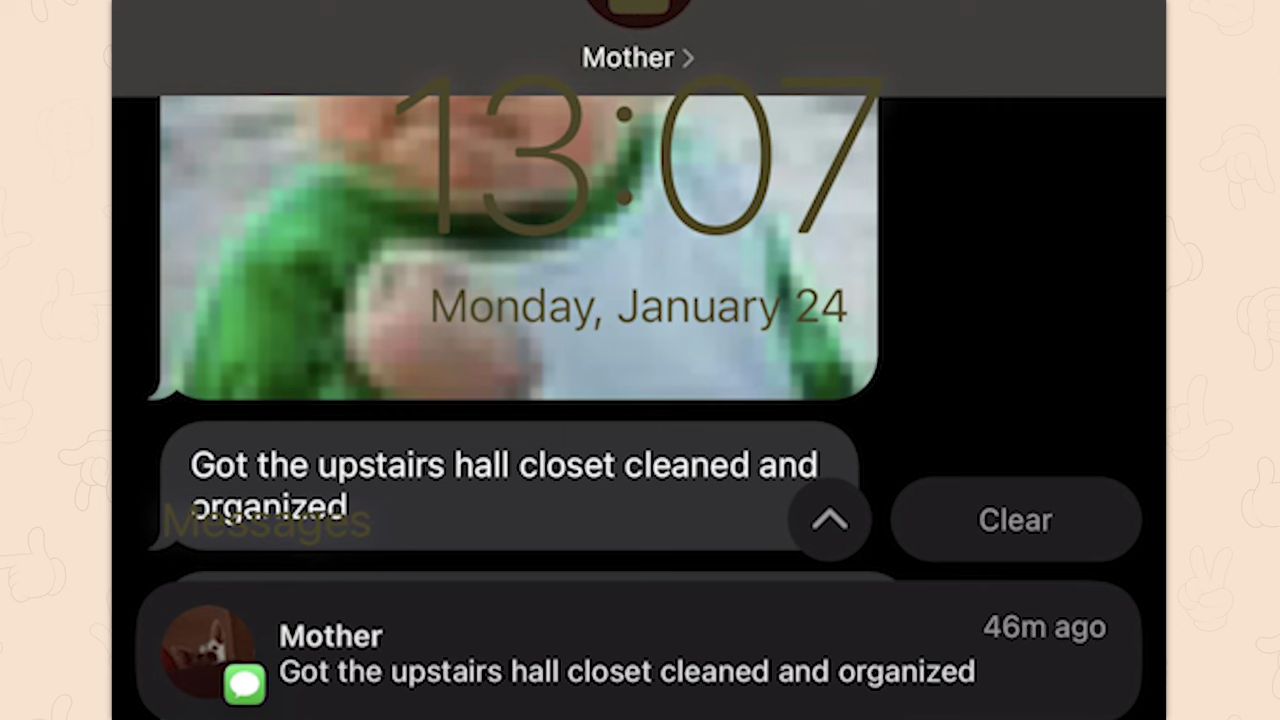 Mother
13:07
Monday, January 24
Got the upstairs hall closet cleaned and
organized
Messages
Clear
Mother
46m ago
Got the upstairs hall closet cleaned and organized